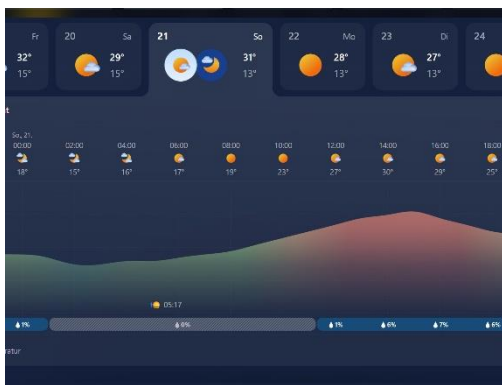 Fr
20 Sa
21 So
22 Mo
23 Di
24
32°
15°
29°
15°
31°
13°
28°
13°
27°
13°
t
So., 21.
00:00 02:00 04:00 06:00 08:00 10:00 12:00 14:00 16:00 18:00
18° 15° 16° 17° 19° 23° 27° 30° 29° 25°
05:17
1% 0% 1% 6% 7% 6%
ratur